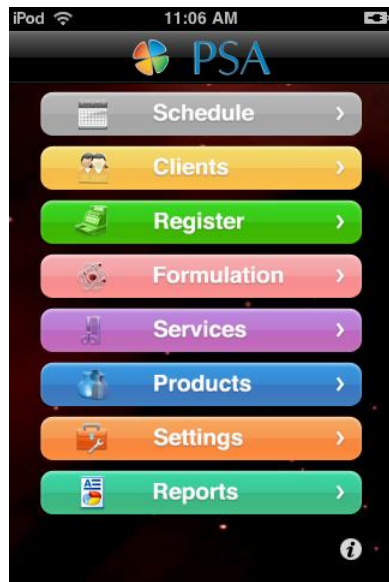 iPod 11:06 AM
PSA
Schedule
Clients
Register
Formulation
Services
Products
Settings
Reports
i